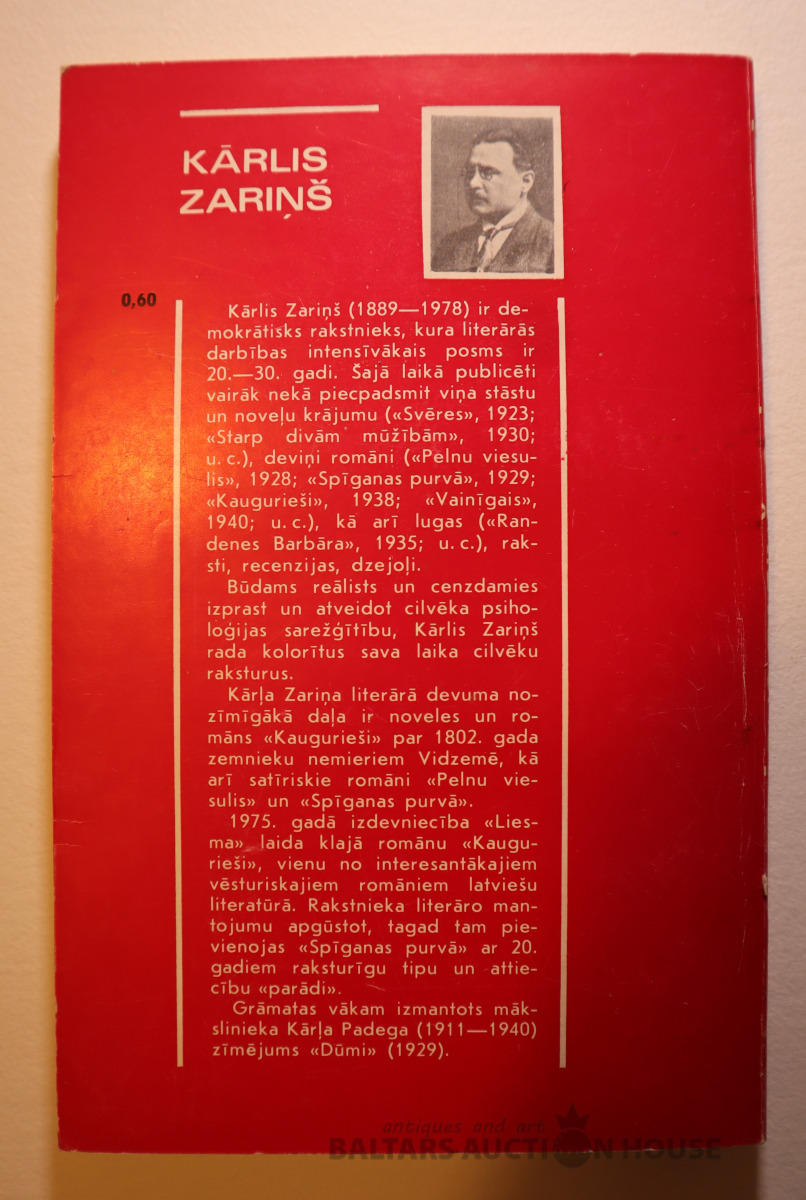 KĀRLIS
ZARIŅŠ
0,60
Kārlis Zariņš (1889—1978) ir de-
mokrātisks rakstnieks, kura literārās
darbības intensīvākais posms ir
20.—30. gadi. Šajā laikā publicēti
vairāk nekā piecpadsmit viņa stāstu
un noveļu krājumu («Svēres», 1923;
«Starp divām mūžībām», 1930;
u. c.), deviņi romāni («Pelnu viesu-
lis», 1928; «Spīganas purvā», 1929;
«Kaugurieši», 1938; «Vainīgais»,
1940; u. c.), kā arī lugas («Ran-
denes Barbāra», 1935; u. c.), rak-
sti, recenzijas, dzejoļi.
Būdams reālists un cenzdamies
izprast un atveidot cilvēka psiho-
loģijas sarežģītību, Kārlis Zariņš
rada kolorītus sava laika cilvēku
raksturus.
Kārļa Zariņa literārā devuma no-
zīmīgākā daļa ir noveles un ro-
māns «Kaugurieši» par 1802. gada
zemnieku nemieriem Vidzemē, kā
arī satīriskie romāni «Pelnu vie-
sulis» un «Spīganas purvā».
1975. gadā izdevniecība «Lies-
ma» laida klajā romānu «Kaugu-
rieši», vienu no interesantākajiem
vēsturiskajiem romāniem latviešu
literatūrā. Rakstnieka literāro man-
tojumu apgūstot, tagad tam pie-
vienojas «Spīganas purvā» ar 20.
gadiem raksturīgu tipu un attie-
cību «parādi».
Grāmatas vākam izmantots māk-
slinieka Kārļa Padega (1911—1940)
zīmējums «Dūmi» (1929).
antiques and art
BALTARS AUCTION HOUSE